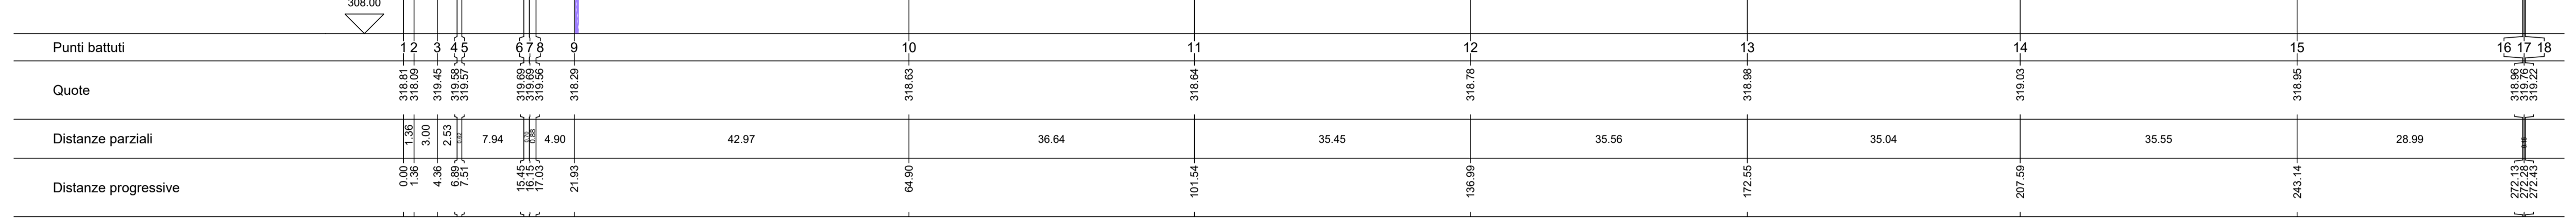 308.00
Punti battuti 1 2 3 4 5 6 7 8 9 10 11 12 13 14 15 16 17 18
Quote 318.81 318.09 319.45 319.58 319.57 319.69 319.69 319.56 318.29 318.63 318.64 318.78 318.98 319.03 318.95 318.96 319.76 319.22
Distanze parziali 1.36 3.00 2.53 7.94 4.90 42.97 36.64 35.45 35.56 35.04 35.55 28.99
Distanze progressive 0.00 1.36 4.36 6.89 7.51 15.45 16.15 17.03 21.93 64.90 101.54 136.99 172.55 207.59 243.14 272.13 272.28 272.43